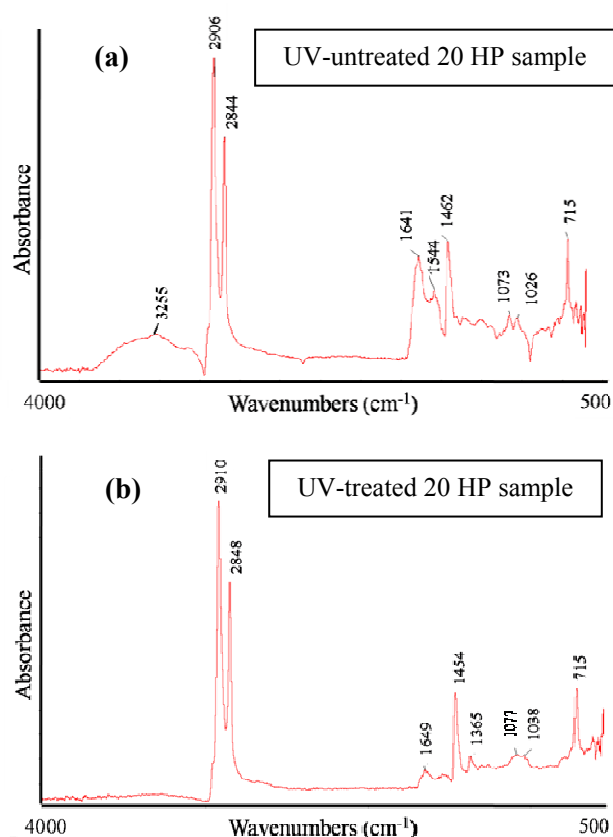 2906
(a)
UV-untreated 20 HP sample
2844
1641
1544
1462
715
3255
1073
1026
Absorbance
4000
Wavenumbers (cm-1)
500
2910
(b)
UV-treated 20 HP sample
2848
1454
715
1649
1365
1077
1038
Absorbance
4000
Wavenumbers (cm-1)
500